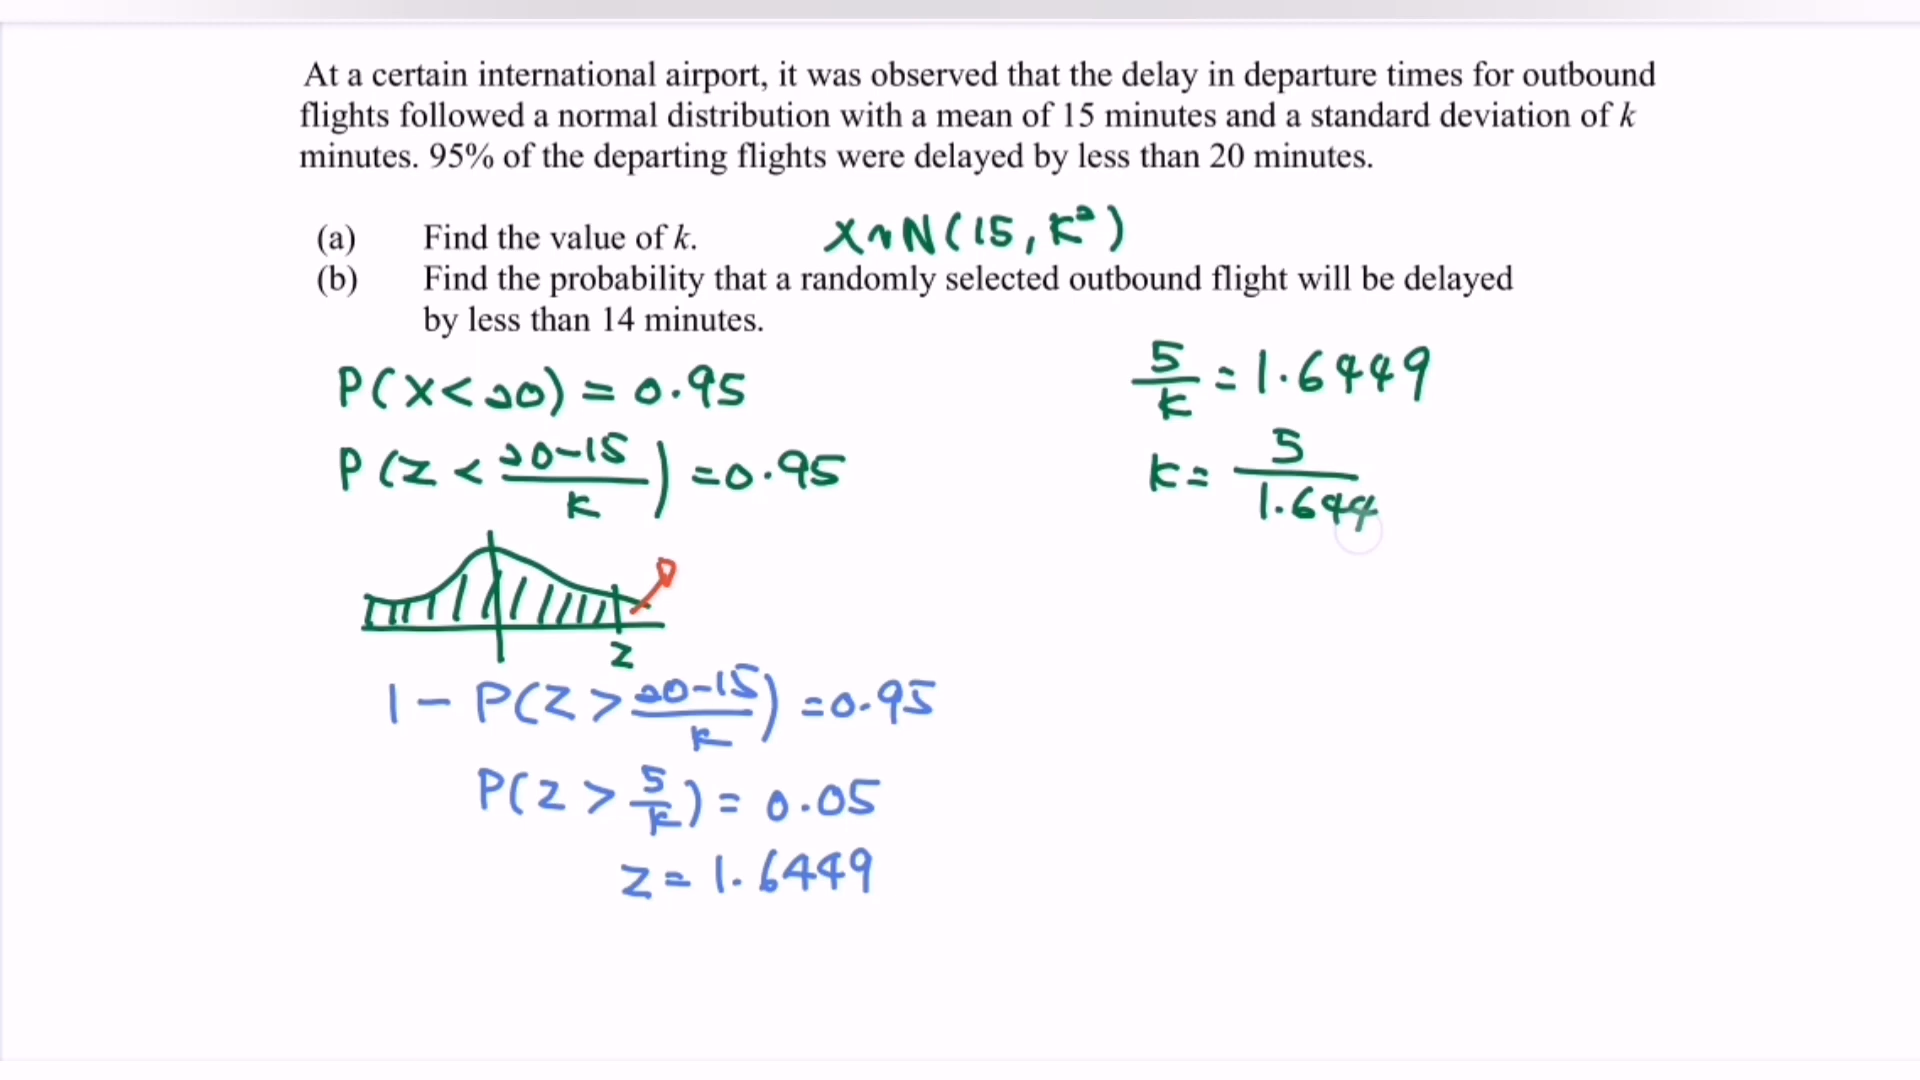 At a certain international airport, it was observed that the delay in departure times for outbound
flights followed a normal distribution with a mean of 15 minutes and a standard deviation of k
minutes. 95% of the departing flights were delayed by less than 20 minutes.
(a) Find the value of k.
X~N(15, k²)
(b) Find the probability that a randomly selected outbound flight will be delayed
by less than 14 minutes.
P(X<20) = 0.95
P(Z < (20-15)/k) = 0.95
Z
1 - P(Z > (20-15)/k) = 0.95
P(Z > 5/k) = 0.05
Z = 1.6449
5/k = 1.6449
k = 5/1.644